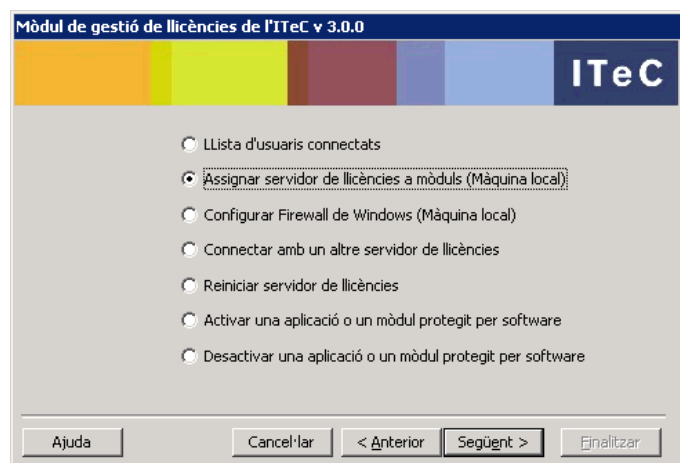 Mòdul de gestió de llicències de l'ITeC v 3.0.0
ITeC
LLista d'usuaris connectats
Assignar servidor de llicències a mòduls (Màquina local)
Configurar Firewall de Windows (Màquina local)
Connectar amb un altre servidor de llicències
Reiniciar servidor de llicències
Activar una aplicació o un mòdul protegit per software
Desactivar una aplicació o un mòdul protegit per software
Ajuda
Cancel·lar
< Anterior
Següent >
Finalitzar